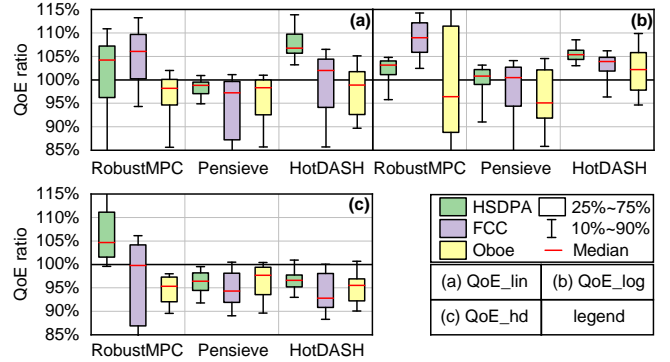 115%
110%
105%
100%
95%
90%
85%
QoE ratio
(a)
(b)
RobustMPC Pensieve HotDASH RobustMPC Pensieve HotDASH
115%
110%
105%
100%
95%
90%
85%
QoE ratio
(c)
RobustMPC Pensieve HotDASH
HSDPA 25%~75%
FCC 10%~90%
Oboe Median
(a) QoE_lin (b) QoE_log
(c) QoE_hd legend